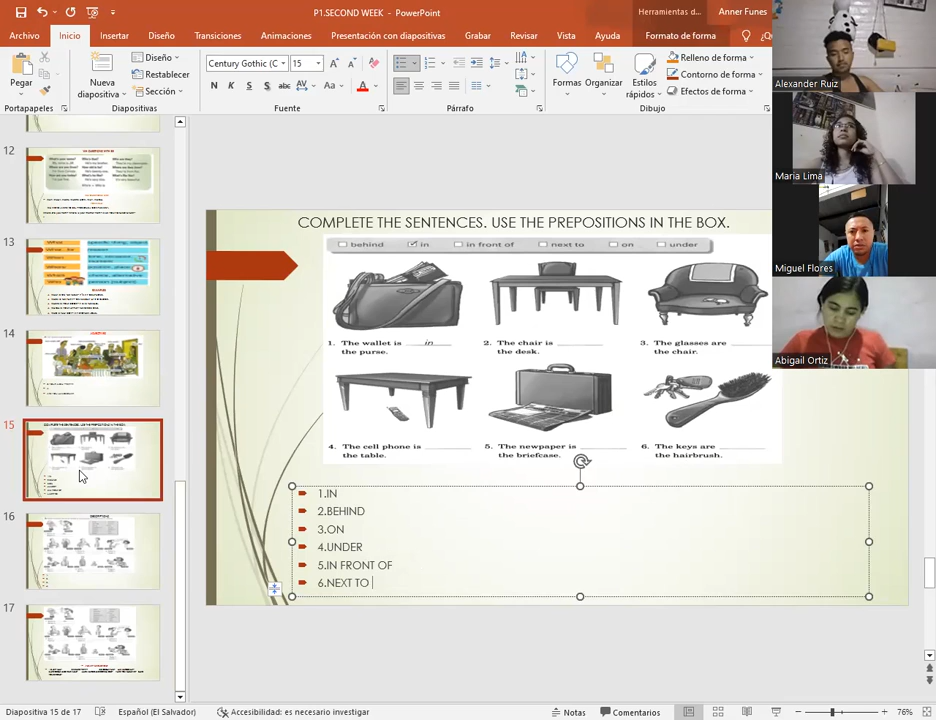 P1.SECOND WEEK - PowerPoint
Herramientas d...
Anner Funes
Archivo
Inicio
Insertar
Diseño
Transiciones
Animaciones
Presentación con diapositivas
Grabar
Revisar
Vista
Ayuda
Formato de forma
Pegar
Portapapeles
Nueva
diapositiva
Diseño
Restablecer
Sección
Diapositivas
Century Gothic (C
15
N K S abc AV Aa A
Fuente
Párrafo
Formas
Organizar
Estilos
rápidos
Relleno de forma
Contorno de forma
Efectos de forma
Dibujo
Alexander Ruiz
Maria Lima
Miguel Flores
Abigail Ortiz
12
13
14
15
16
17
COMPLETE THE SENTENCES. USE THE PREPOSITIONS IN THE BOX.
behind in in front of next to on under
1. The wallet is in
the purse.
2. The chair is
the desk.
3. The glasses are
the chair.
4. The cell phone is
the table.
5. The newpaper is
the briefcase.
6. The keys are
the hairbrush.
1.IN
2.BEHIND
3.ON
4.UNDER
5.IN FRONT OF
6.NEXT TO
Diapositiva 15 de 17
Español (El Salvador)
Accesibilidad: es necesario investigar
Notas
Comentarios
76%